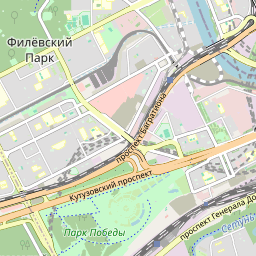 Филёвский
Парк
проспект Багратиона
Кутузовский проспект
Парк Победы
проспект Генерала До
Сетунь